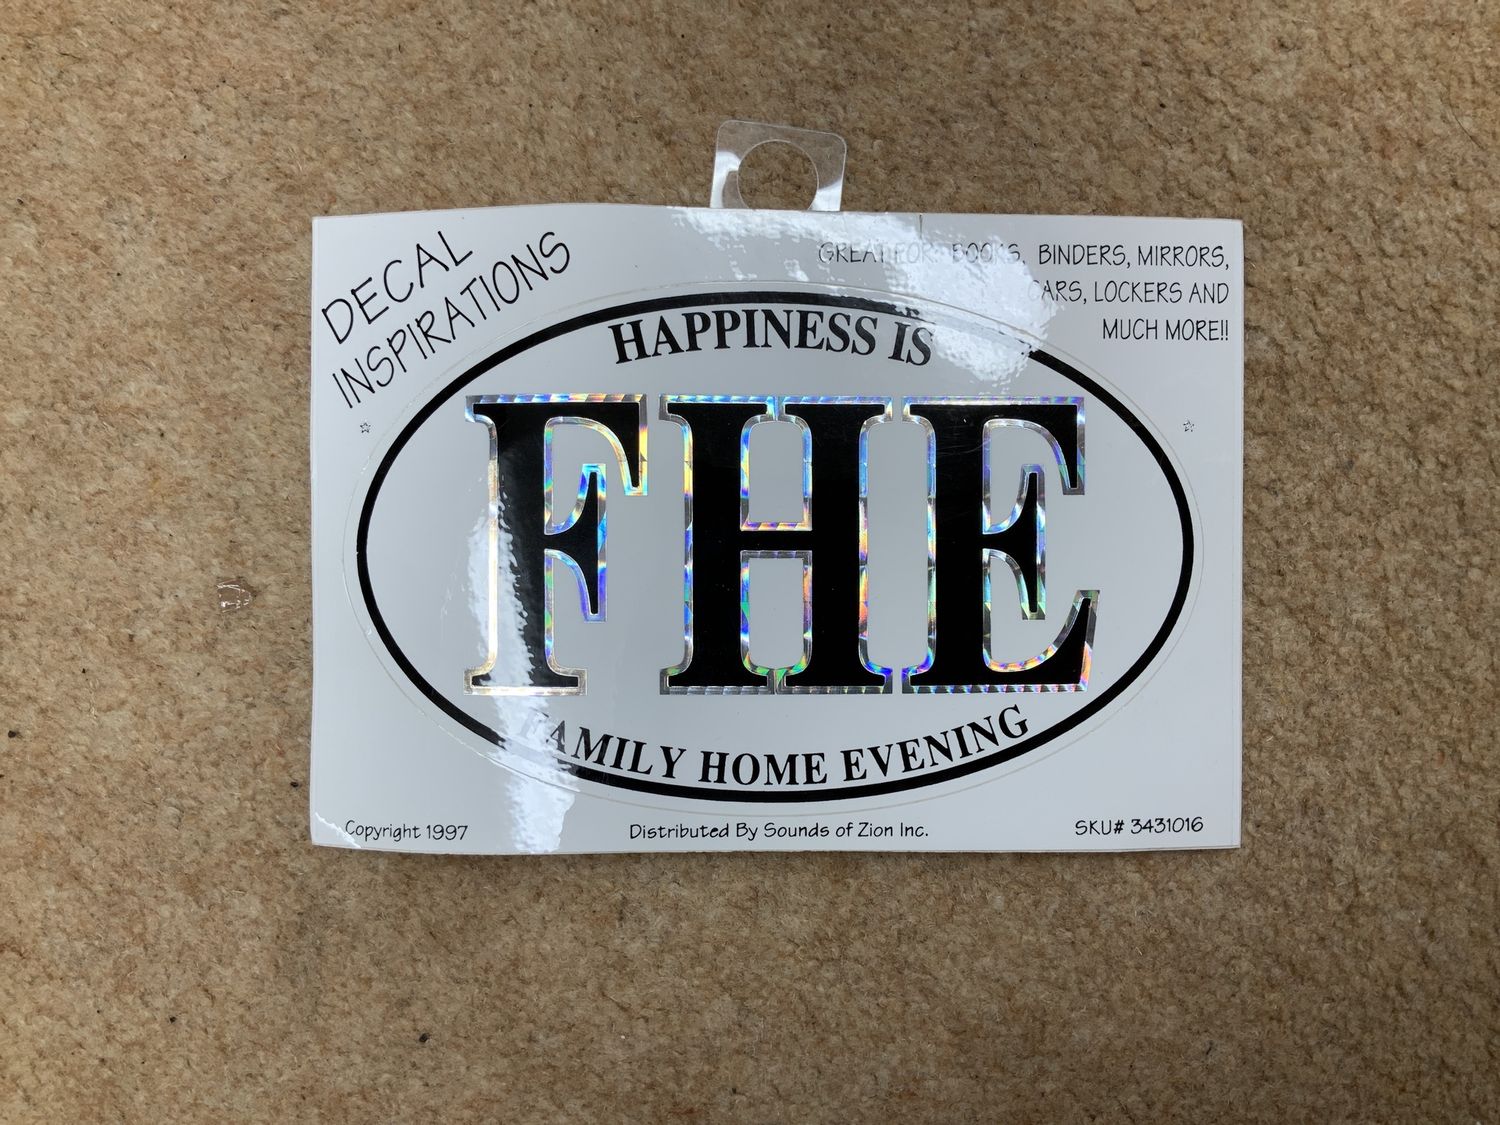 DECAL
INSPIRATIONS
GREAT FOR: BOOKS, BINDERS, MIRRORS,
CARS, LOCKERS AND
MUCH MORE!!
HAPPINESS IS
FHE
FAMILY HOME EVENING
Copyright 1997
Distributed By Sounds of Zion Inc.
SKU# 3431016